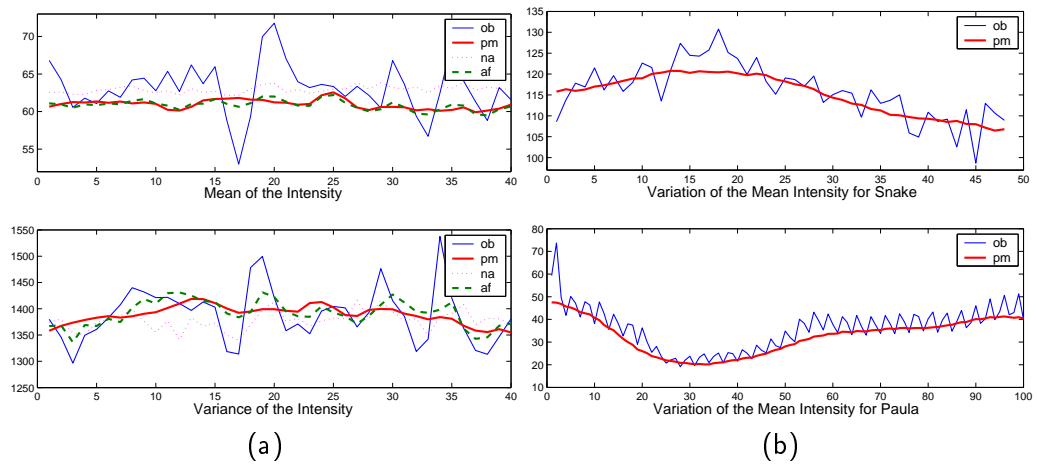 70
65
60
55
0 5 10 15 20 25 30 35 40
ob
pm
na
af
Mean of the Intensity
1550
1500
1450
1400
1350
1300
1250
0 5 10 15 20 25 30 35 40
ob
pm
na
af
Variance of the Intensity
(a)
135
130
125
120
115
110
105
100
0 5 10 15 20 25 30 35 40 45 50
ob
pm
Variation of the Mean Intensity for Snake
80
70
60
50
40
30
20
10
0 10 20 30 40 50 60 70 80 90 100
ob
pm
Variation of the Mean Intensity for Paula
(b)